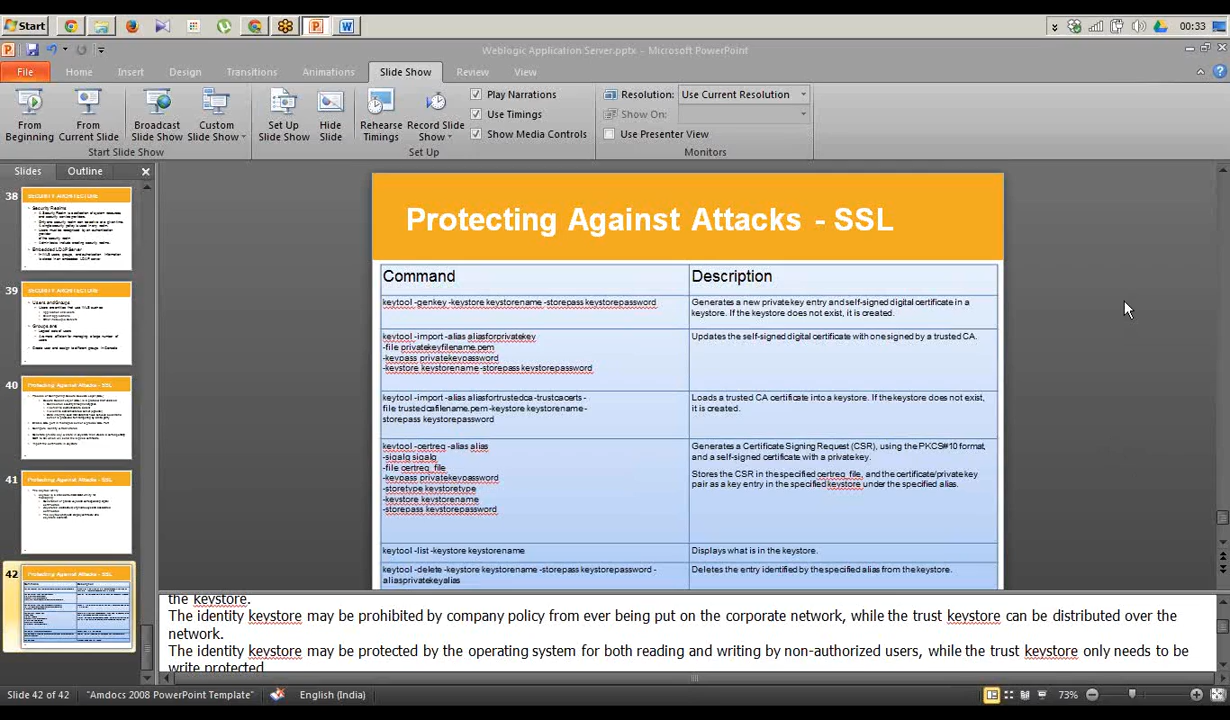 Start
00:33
Weblogic Application Server.pptx - Microsoft PowerPoint
File Home Insert Design Transitions Animations Slide Show Review View
From Beginning
From Current Slide
Broadcast Slide Show
Custom Slide Show
Set Up Slide Show
Hide Slide
Rehearse Timings
Record Slide Show
Play Narrations
Use Timings
Show Media Controls
Resolution: Use Current Resolution
Show On:
Use Presenter View
Start Slide Show
Set Up
Monitors
Slides Outline
38
39
40
41
42
Protecting Against Attacks - SSL
Command Description
keytool -genkey -keystore keystorename -storepass keystorepassword
Generates a new privatekey entry and self-signed digital certificate in a
keystore. If the keystore does not exist, it is created.
keytool -import -alias aliasforprivatekey
-file privatekeyfilename.pem
-keypass privatekeypassword
-keystore keystorename -storepass keystorepassword
Updates the self-signed digital certificate with one signed by a trusted CA.
keytool -import -alias aliasfortrustedca -trustcacerts -
file trustedcafilename.pem -keystore keystorename -
storepass keystorepassword
Loads a trusted CA certificate into a keystore. If the keystore does not exist,
it is created.
keytool -certreq -alias alias
-sigalg sigalg
-file certreq_file
-keypass privatekeypassword
-storetype keystoretype
-keystore keystorename
-storepass keystorepassword
Generates a Certificate Signing Request (CSR), using the PKCS#10 format,
and a self-signed certificate with a private key.
Stores the CSR in the specified certreq_file, and the certificate/private key
pair as a key entry in the specified keystore under the specified alias.
keytool -list -keystore keystorename
Displays what is in the keystore.
keytool -delete -keystore keystorename -storepass keystorepassword -
aliasprivatekeyalias
Deletes the entry identified by the specified alias from the keystore.
the keystore.
The identity keystore may be prohibited by company policy from ever being put on the corporate network, while the trust keystore can be distributed over the
network.
The identity keystore may be protected by the operating system for both reading and writing by non-authorized users, while the trust keystore only needs to be
write protected
Slide 42 of 42
"Amdocs 2008 PowerPoint Template"
English (India)
73%